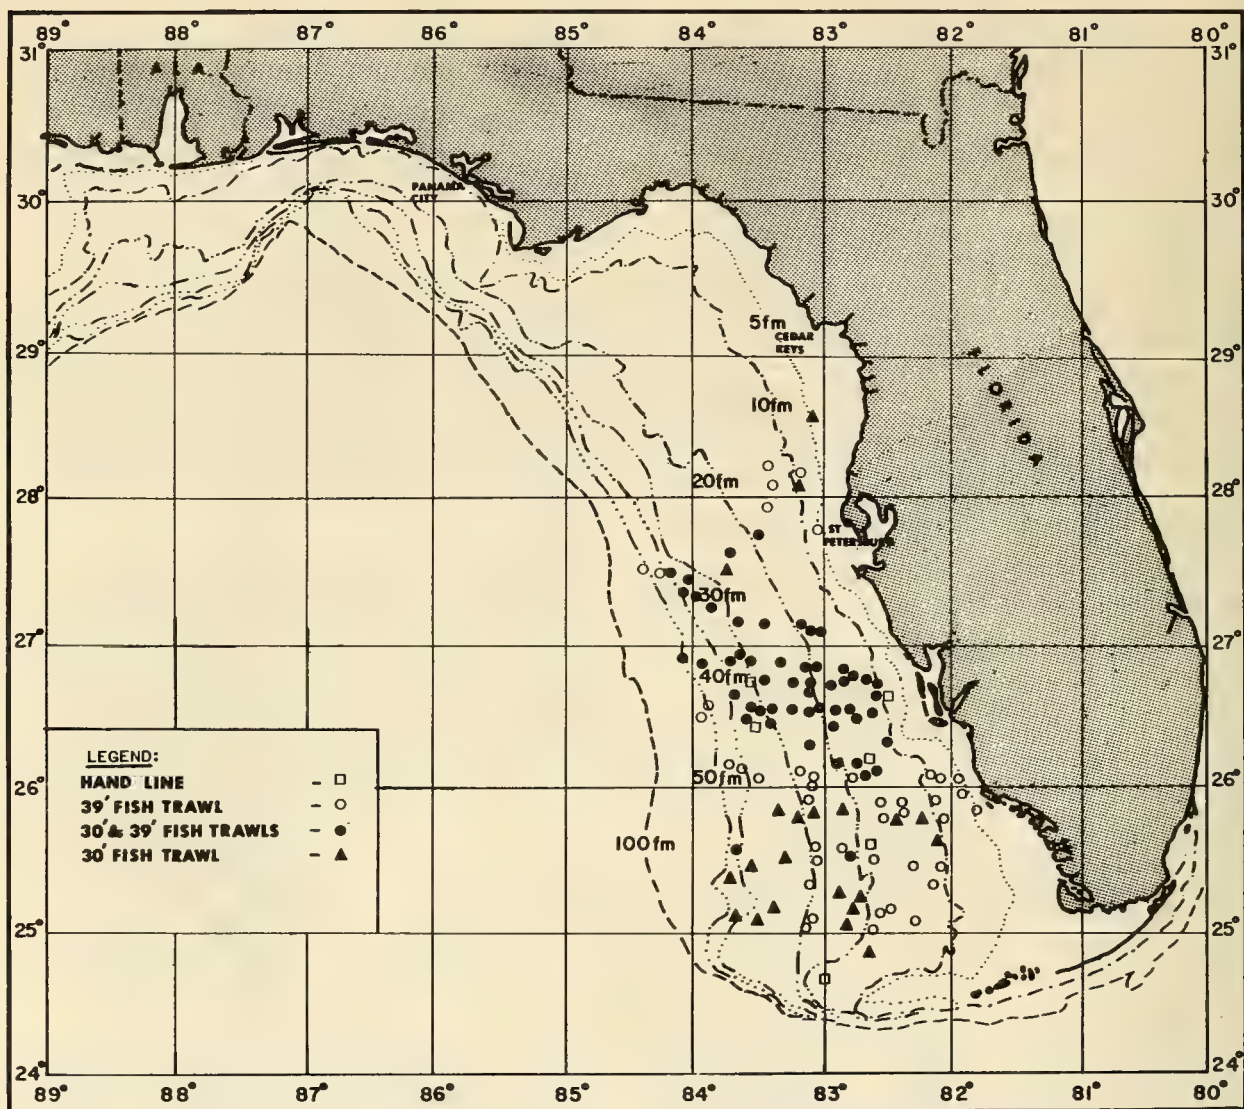 89° 88° 87° 86° 85° 84° 83° 82° 81° 80°
31° 31°
ALA
30° 30°
PANAMA
CITY
5fm
CEDAR
KEYS
29° 29°
FLORIDA
10fm
20fm
28° 28°
ST
PETERSBURG
30fm
27° 27°
40fm
LEGEND:
HAND LINE - □
39' FISH TRAWL - ○
30' & 39' FISH TRAWLS - ●
30' FISH TRAWL - ▲
50fm
26° 26°
100fm
25° 25°
24° 24°
89° 88° 87° 86° 85° 84° 83° 82° 81° 80°